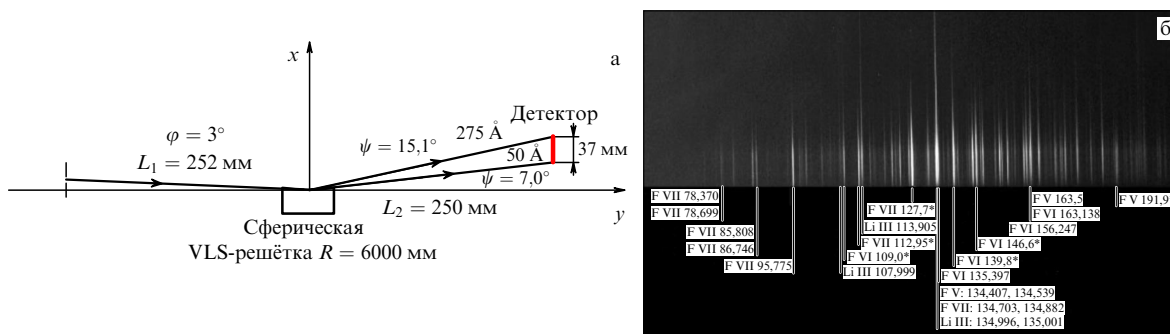 x
а
Детектор
φ = 3°
L₁ = 252 мм
ψ = 15,1°
275 Å
50 Å
37 мм
ψ = 7,0°
L₂ = 250 мм
y
Сферическая
VLS-решётка R = 6000 мм
б
F VII 78,370
F VII 78,699
F VII 85,808
F VII 86,746
F VII 95,775
F VII 127,7*
Li III 113,905
F VII 112,95*
F VI 109,0*
Li III 107,999
F V 163,5
F VI 163,138
F VI 156,247
F VI 146,6*
F VI 139,8*
F VI 135,397
F V: 134,407, 134,539
F VII: 134,703, 134,882
Li III: 134,996, 135,001